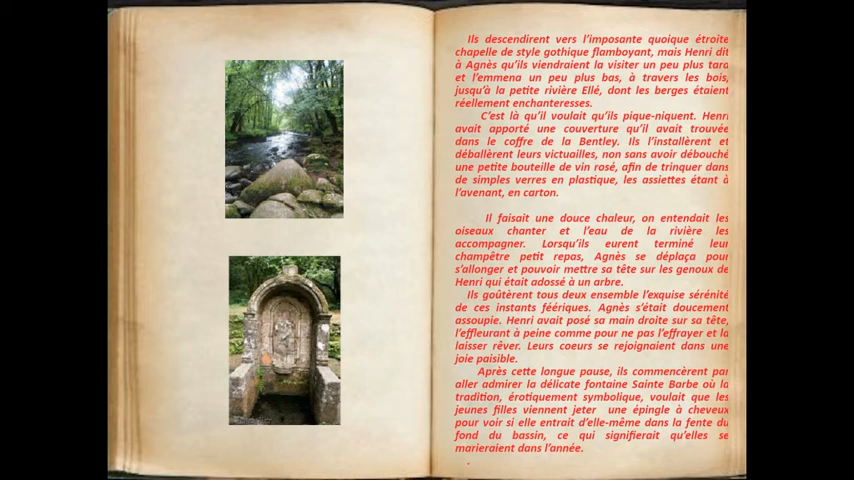 Ils descendirent vers l'imposante quoique étroite
chapelle de style gothique flamboyant, mais Henri dit
à Agnès qu'ils viendraient la visiter un peu plus tard
et l'emmena un peu plus bas, à travers les bois,
jusqu'à la petite rivière Ellé, dont les berges étaient
réellement enchanteresses.
C'est là qu'il voulait qu'ils pique-niquent. Henri
avait apporté une couverture qu'il avait trouvée
dans le coffre de la Bentley. Ils l'installèrent et
déballèrent leurs victuailles, non sans avoir débouché
une petite bouteille de vin rosé, afin de trinquer dans
de simples verres en plastique, les assiettes étant à
l'avenant, en carton.
Il faisait une douce chaleur, on entendait les
oiseaux chanter et l'eau de la rivière les
accompagner. Lorsqu'ils eurent terminé leur
champêtre petit repas, Agnès se déplaça pour
s'allonger et pouvoir mettre sa tête sur les genoux de
Henri qui était adossé à un arbre.
Ils goûtèrent tous deux ensemble l'exquise sérénité
de ces instants féériques. Agnès s'était doucement
assoupie. Henri avait posé sa main droite sur sa tête,
l'effleurant à peine comme pour ne pas l'effrayer et la
laisser rêver. Leurs coeurs se rejoignaient dans une
joie paisible.
Après cette longue pause, ils commencèrent par
aller admirer la délicate fontaine Sainte Barbe où la
tradition, érotiquement symbolique, voulait que les
jeunes filles viennent jeter une épingle à cheveux
pour voir si elle entrait d'elle-même dans la fente du
fond du bassin, ce qui signifierait qu'elles se
marieraient dans l'année.
.